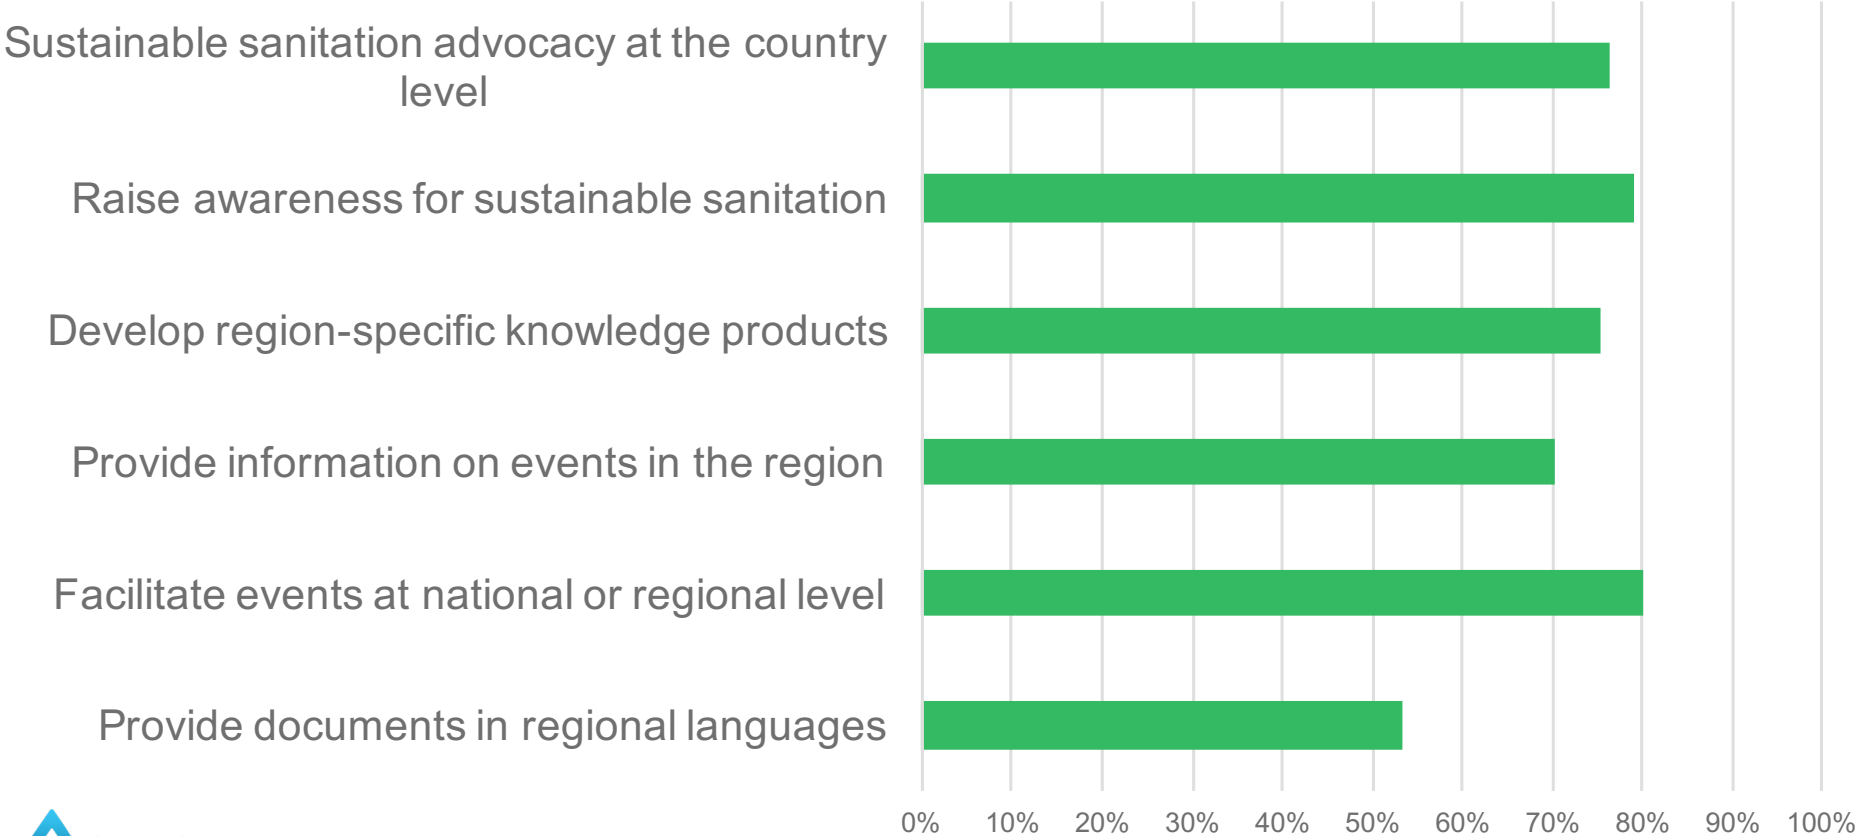 Sustainable sanitation advocacy at the country
level
Raise awareness for sustainable sanitation
Develop region-specific knowledge products
Provide information on events in the region
Facilitate events at national or regional level
Provide documents in regional languages
0% 10% 20% 30% 40% 50% 60% 70% 80% 90% 100%